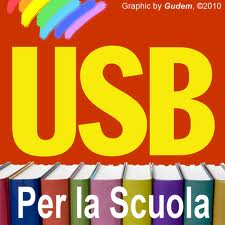 Graphic by Gudem, ©2010
USB
Per la Scuola